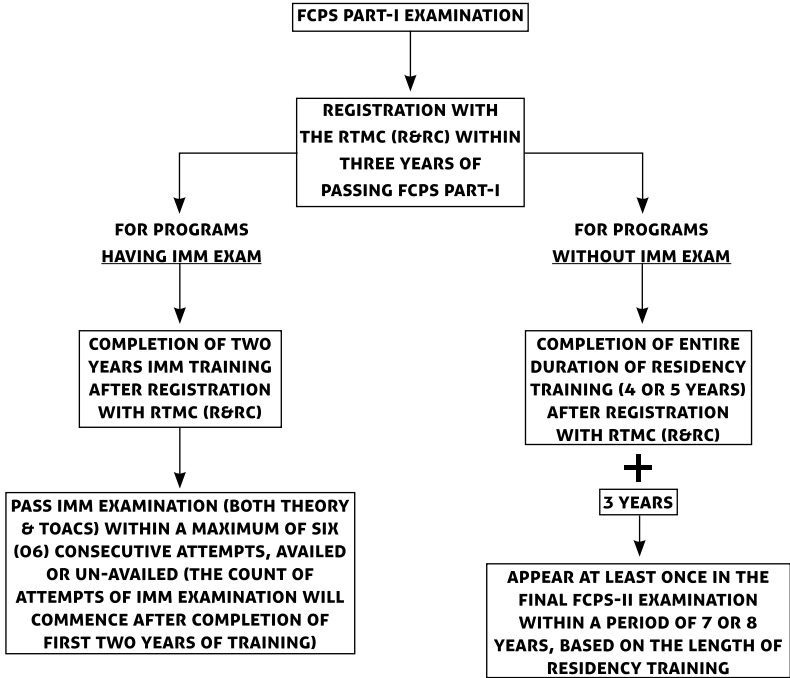 FCPS PART-I EXAMINATION
REGISTRATION WITH
THE RTMC (R&RC) WITHIN
THREE YEARS OF
PASSING FCPS PART-I
FOR PROGRAMS
HAVING IMM EXAM
COMPLETION OF TWO
YEARS IMM TRAINING
AFTER REGISTRATION
WITH RTMC (R&RC)
PASS IMM EXAMINATION (BOTH THEORY
& TOACS) WITHIN A MAXIMUM OF SIX
(06) CONSECUTIVE ATTEMPTS, AVAILED
OR UN-AVAILED (THE COUNT OF
ATTEMPTS OF IMM EXAMINATION WILL
COMMENCE AFTER COMPLETION OF
FIRST TWO YEARS OF TRAINING)
FOR PROGRAMS
WITHOUT IMM EXAM
COMPLETION OF ENTIRE
DURATION OF RESIDENCY
TRAINING (4 OR 5 YEARS)
AFTER REGISTRATION
WITH RTMC (R&RC)
+
3 YEARS
APPEAR AT LEAST ONCE IN THE
FINAL FCPS-II EXAMINATION
WITHIN A PERIOD OF 7 OR 8
YEARS, BASED ON THE LENGTH OF
RESIDENCY TRAINING